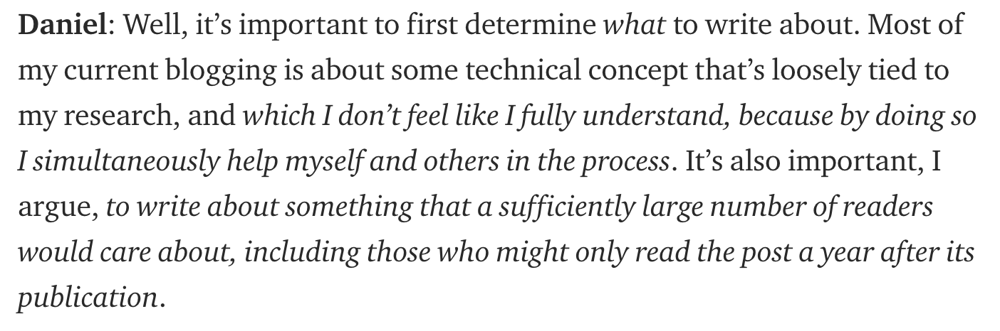 Daniel: Well, it’s important to first determine what to write about. Most of
my current blogging is about some technical concept that’s loosely tied to
my research, and which I don’t feel like I fully understand, because by doing so
I simultaneously help myself and others in the process. It’s also important, I
argue, to write about something that a sufficiently large number of readers
would care about, including those who might only read the post a year after its
publication.